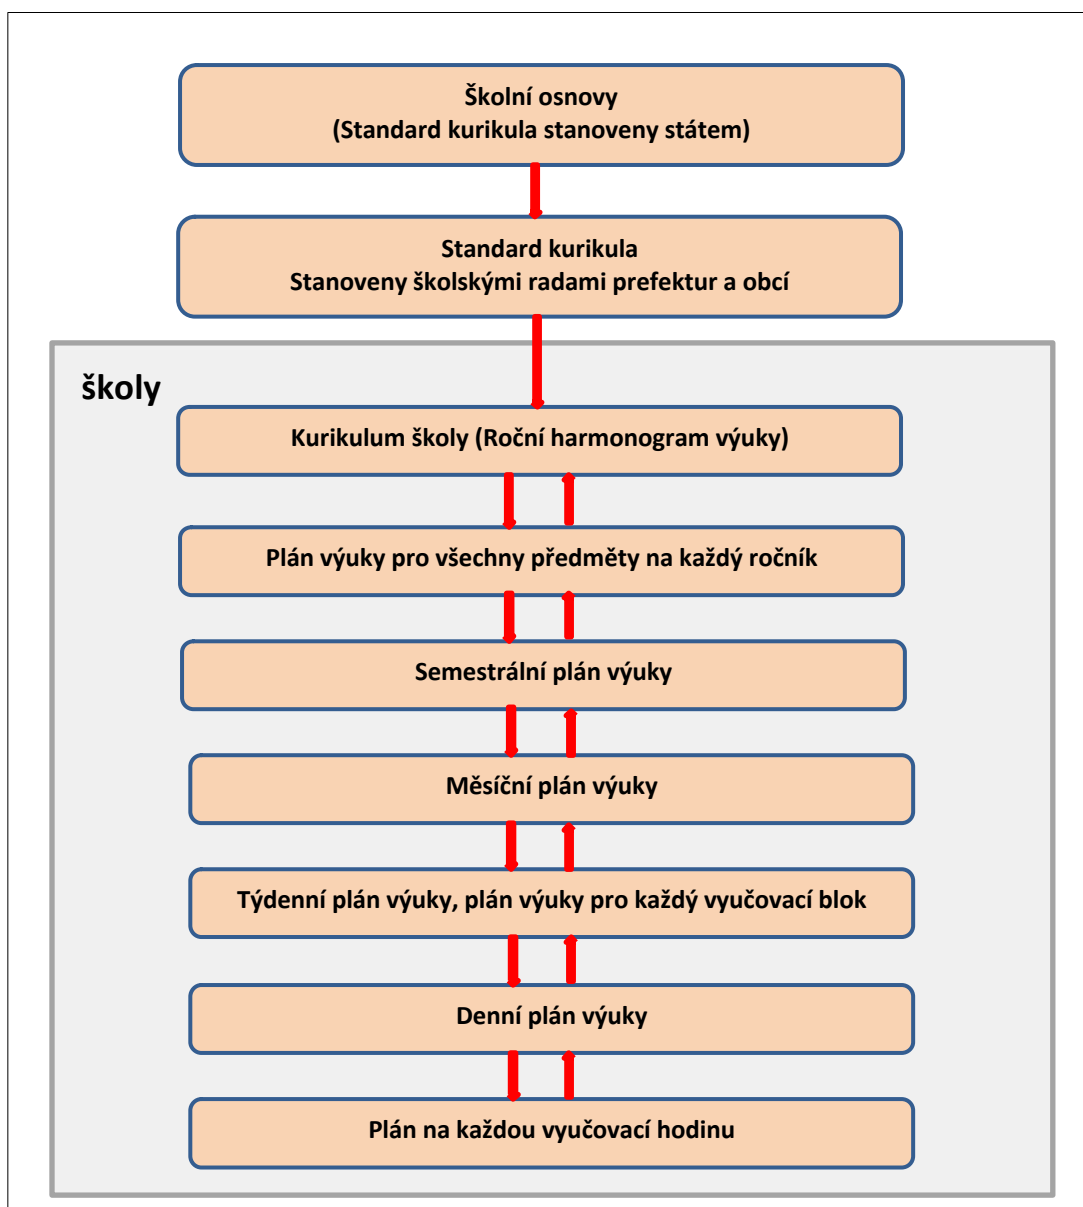 Školní osnovy
(Standard kurikula stanoveny státem)
Standard kurikula
Stanoveny školskými radami prefektur a obcí
školy
Kurikulum školy (Roční harmonogram výuky)
Plán výuky pro všechny předměty na každý ročník
Semestrální plán výuky
Měsíční plán výuky
Týdenní plán výuky, plán výuky pro každý vyučovací blok
Denní plán výuky
Plán na každou vyučovací hodinu